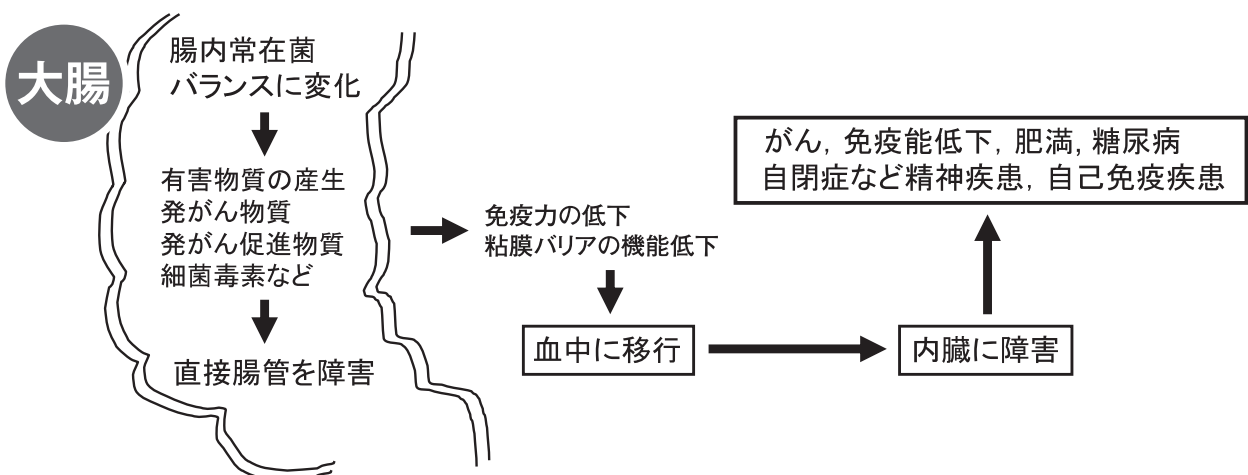 大腸
腸内常在菌
バランスに変化
有害物質の産生
発がん物質
発がん促進物質
細菌毒素など
直接腸管を障害
免疫力の低下
粘膜バリアの機能低下
血中に移行
内臓に障害
がん, 免疫能低下, 肥満, 糖尿病
自閉症など精神疾患, 自己免疫疾患